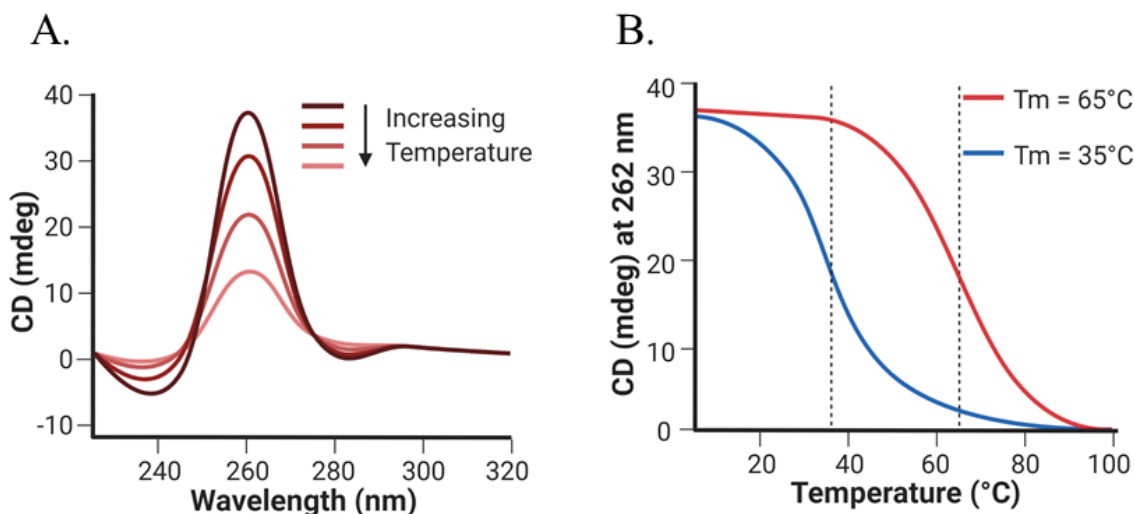 A.
B.
40
30
20
10
0
-10
CD (mdeg)
Increasing
Temperature
240
260
280
300
320
Wavelength (nm)
40
30
20
10
0
CD (mdeg) at 262 nm
Tm = 65°C
Tm = 35°C
20
40
60
80
100
Temperature (°C)